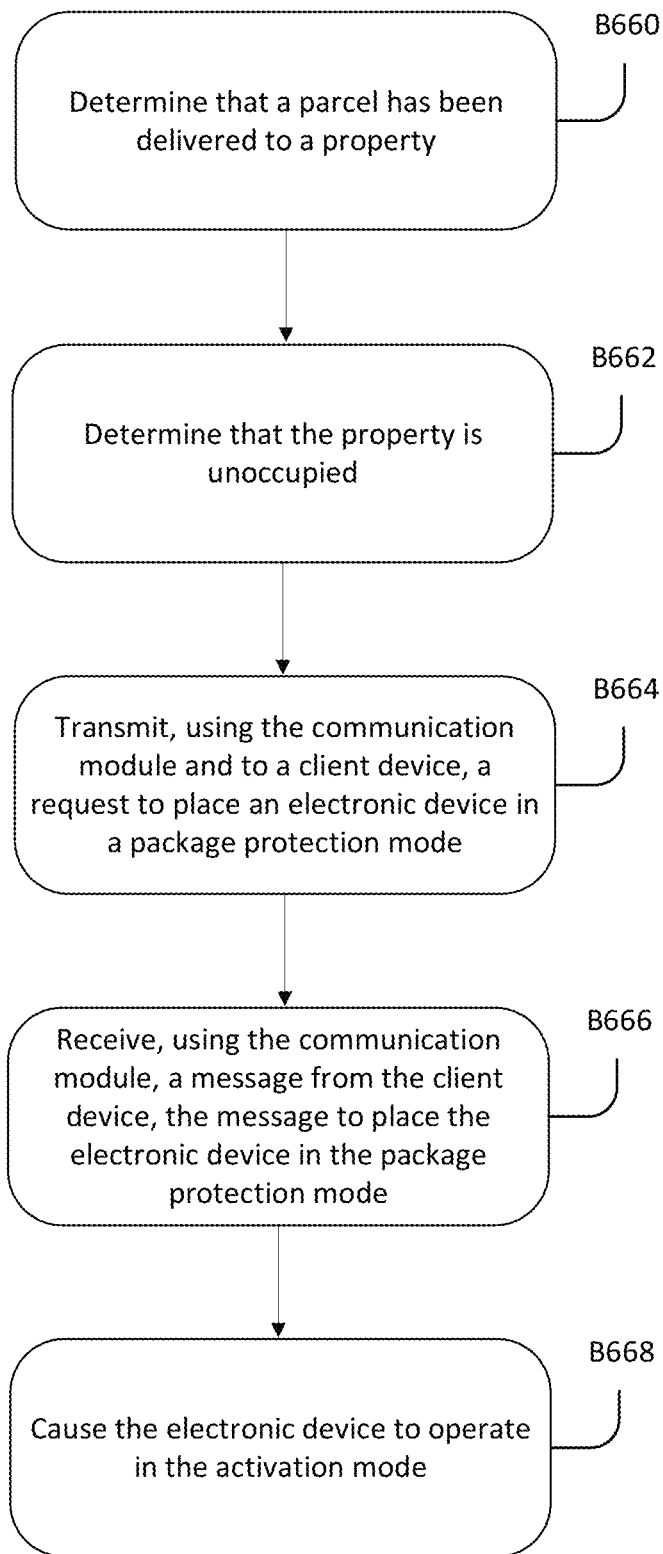 B660
Determine that a parcel has been
delivered to a property
B662
Determine that the property is
unoccupied
B664
Transmit, using the communication
module and to a client device, a
request to place an electronic device in
a package protection mode
B666
Receive, using the communication
module, a message from the client
device, the message to place the
electronic device in the package
protection mode
B668
Cause the electronic device to operate
in the activation mode